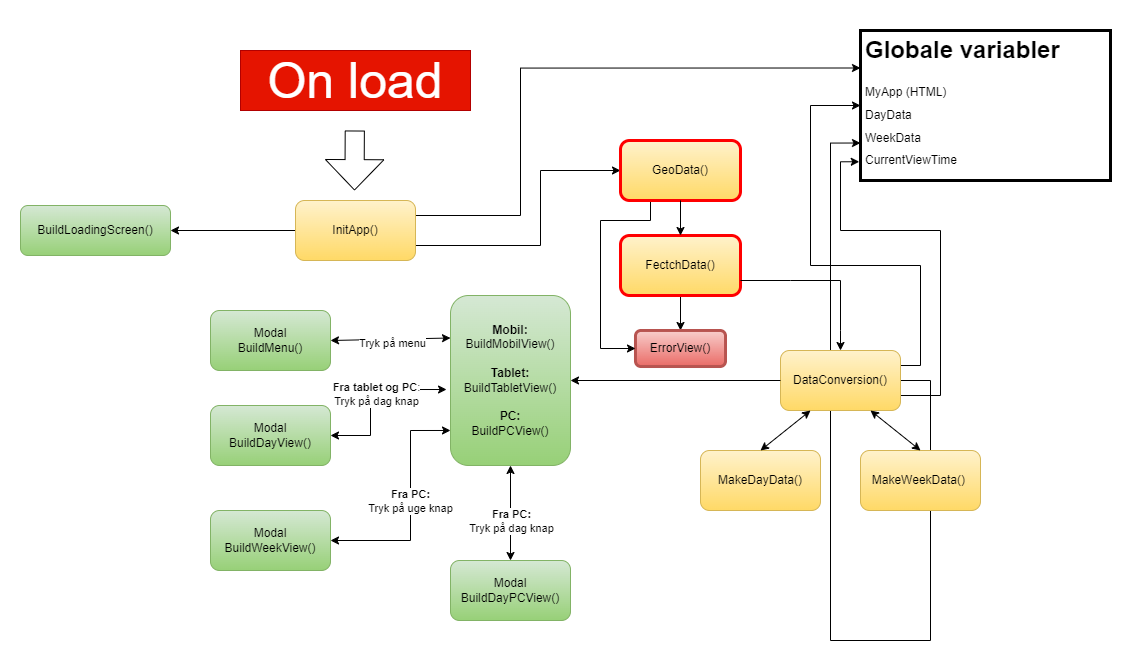 On load
Globale variabler
MyApp (HTML)
DayData
WeekData
CurrentViewTime
GeoData()
BuildLoadingScreen()
InitApp()
FectchData()
Modal
BuildMenu()
Tryk på menu
Mobil:
BuildMobilView()
Tablet:
BuildTabletView()
PC:
BuildPCView()
ErrorView()
DataConversion()
Fra tablet og PC:
Tryk på dag knap
Modal
BuildDayView()
MakeDayData()
MakeWeekData()
Fra PC:
Tryk på uge knap
Fra PC:
Tryk på dag knap
Modal
BuildWeekView()
Modal
BuildDayPCView()